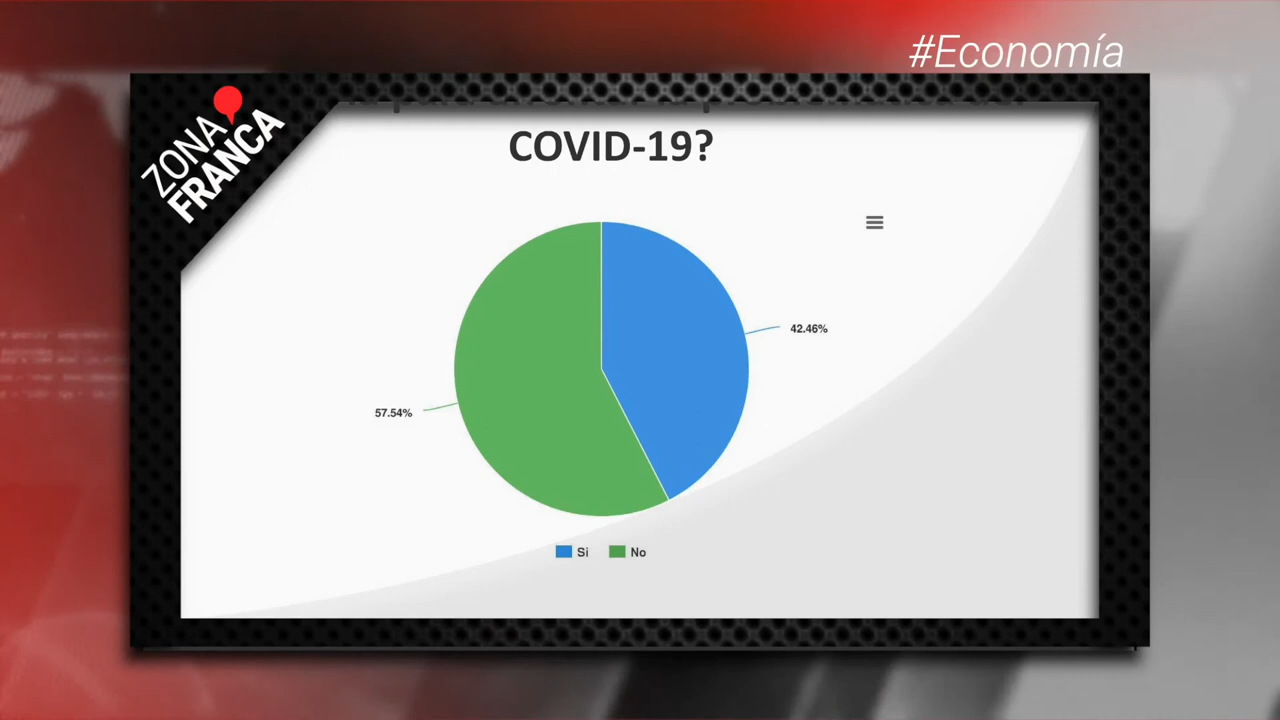 #Economía
ZONA
FRANCA
COVID-19?
42.46%
57.54%
Si
No